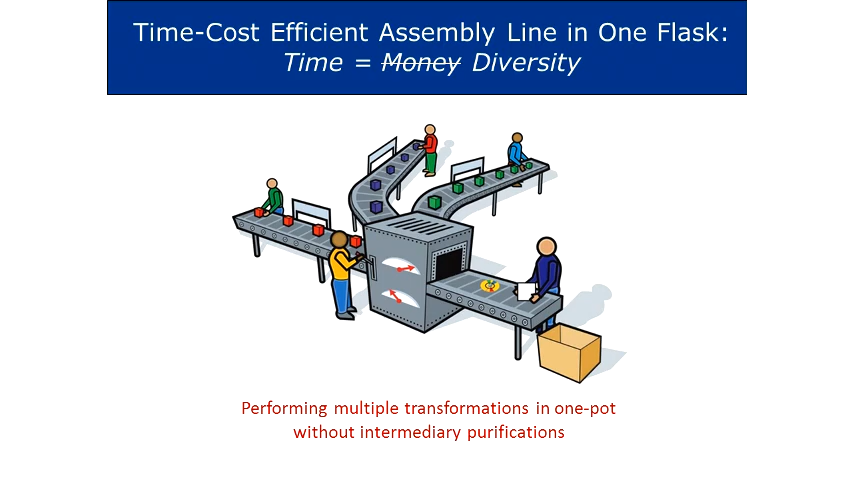 Time-Cost Efficient Assembly Line in One Flask:
Time = Money Diversity
Performing multiple transformations in one-pot
without intermediary purifications